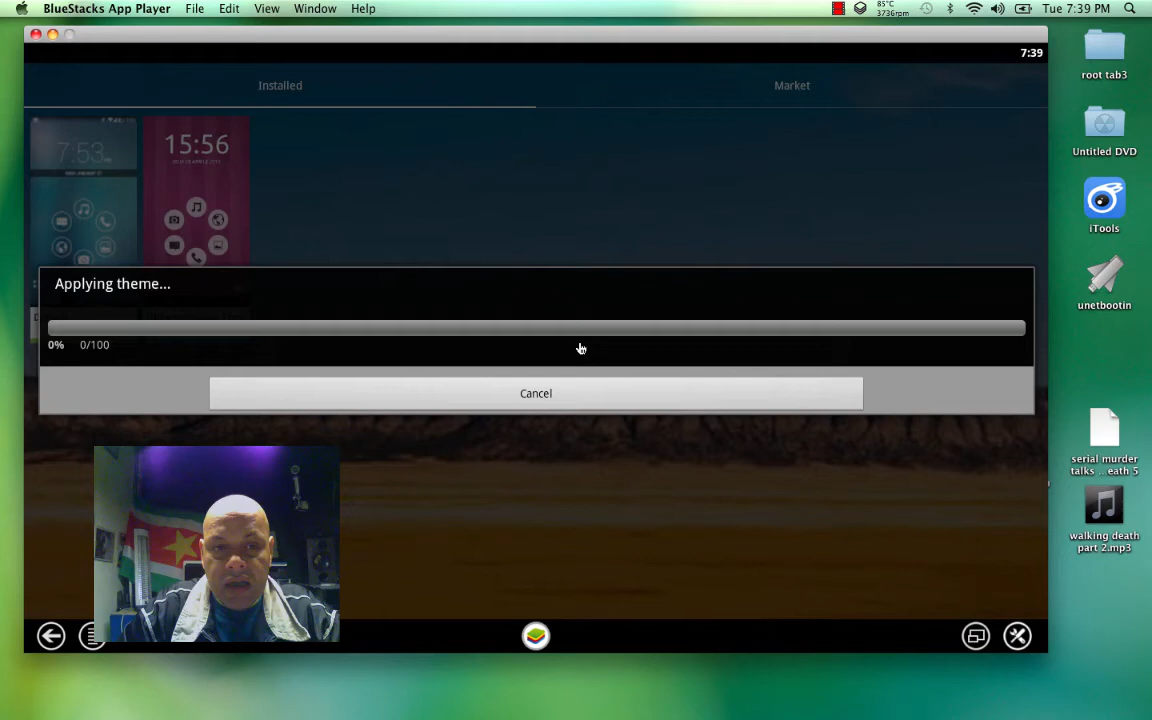 BlueStacks App Player File Edit View Window Help
85°C
3736rpm
Tue 7:39 PM
7:39
Installed
Market
7:53
15:56
Applying theme...
0% 0/100
Cancel
root tab3
Untitled DVD
iTools
unetbootin
serial murder
talks ...eath 5
walking death
part 2.mp3